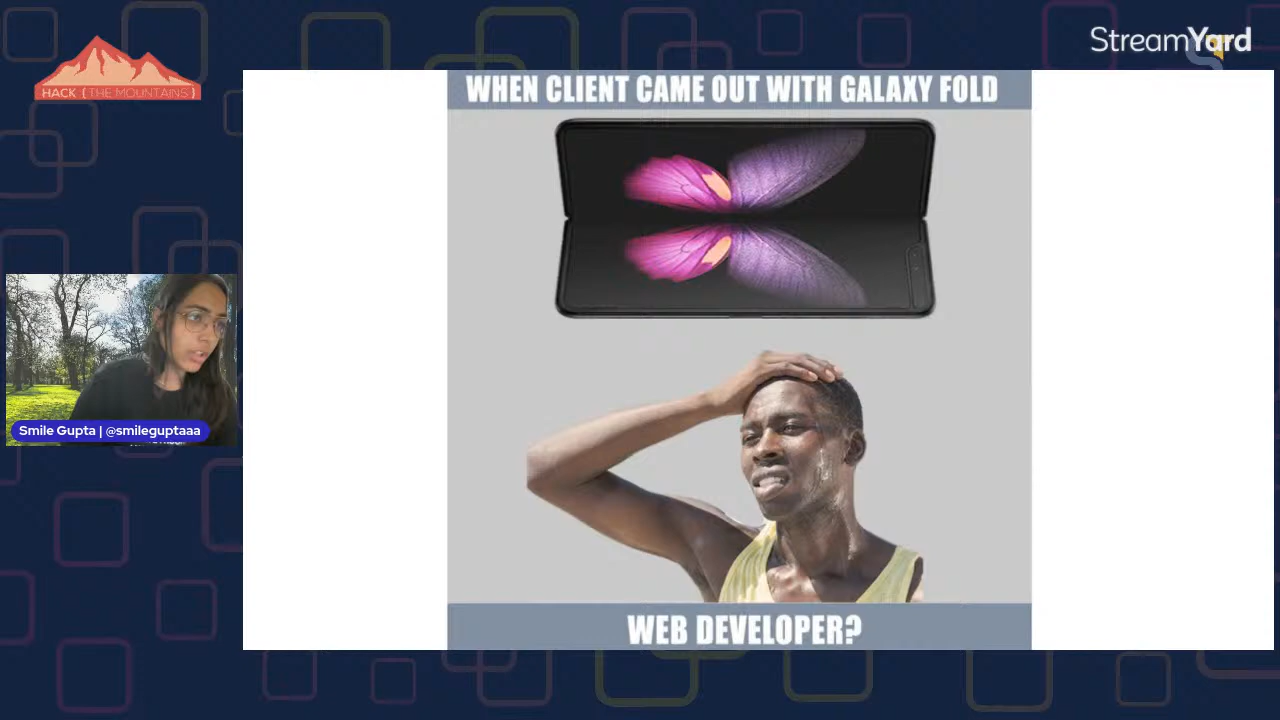 HACK {THE MOUNTAINS}
StreamYard
WHEN CLIENT CAME OUT WITH GALAXY FOLD
Smile Gupta | @smileguptaaa
WEB DEVELOPER?